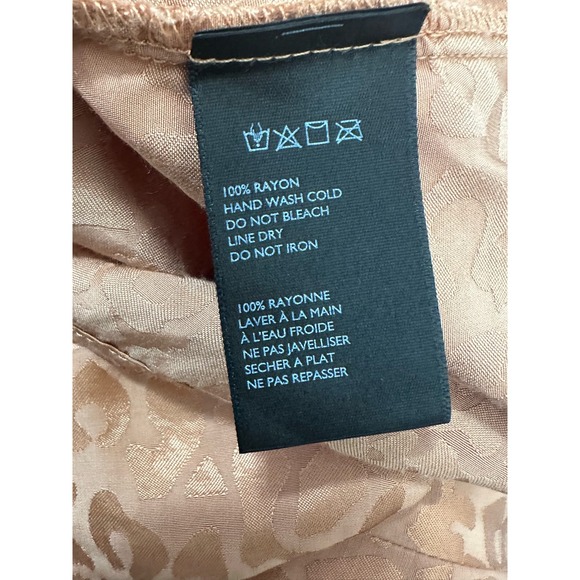 100% RAYON
HAND WASH COLD
DO NOT BLEACH
LINE DRY
DO NOT IRON
100% RAYONNE
LAVER À LA MAIN
À L'EAU FROIDE
NE PAS JAVELLISER
SECHER A PLAT
NE PAS REPASSER